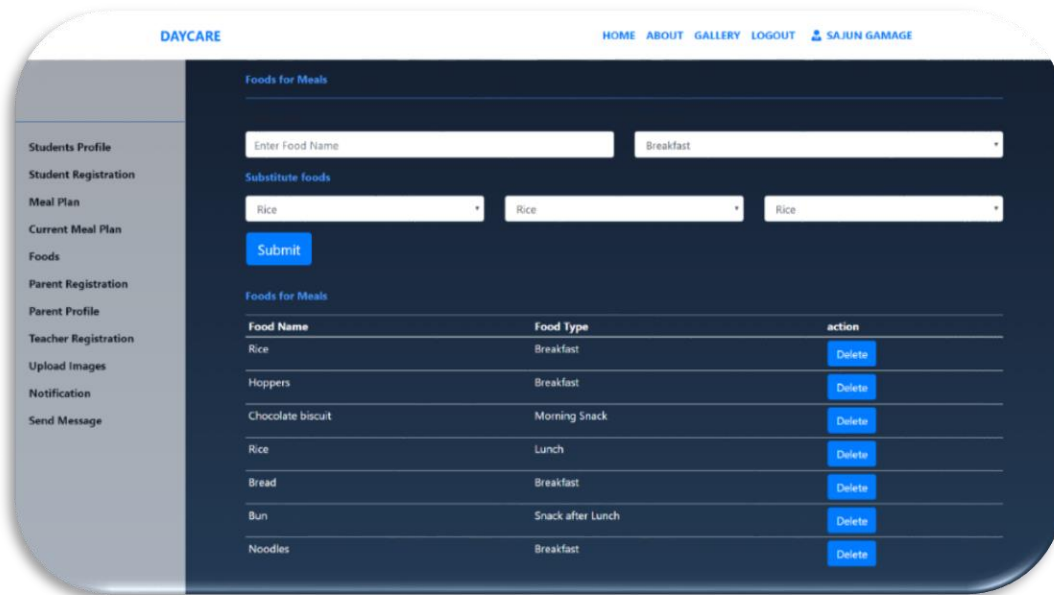 DAYCARE HOME ABOUT GALLERY LOGOUT SAJUN GAMAGE
Students Profile
Student Registration
Meal Plan
Current Meal Plan
Foods
Parent Registration
Parent Profile
Teacher Registration
Upload Images
Notification
Send Message
Foods for Meals
Enter Food Name Breakfast
Substitute foods
Rice Rice Rice
Submit
Foods for Meals
Food Name Food Type action
Rice Breakfast Delete
Hoppers Breakfast Delete
Chocolate biscuit Morning Snack Delete
Rice Lunch Delete
Bread Breakfast Delete
Bun Snack after Lunch Delete
Noodles Breakfast Delete